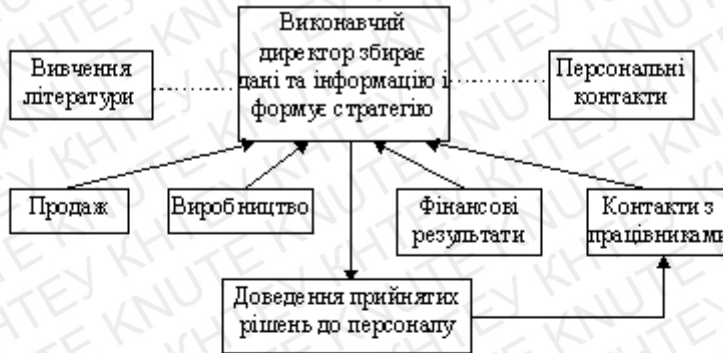 Виконавчий
директор збирає
дані та інформацію і
формує стратегію
Вивчення
літератури
Персональні
контакти
Продаж
Виробництво
Фінансові
результати
Контакти з
працівниками
Доведення прийнятих
рішень до персоналу